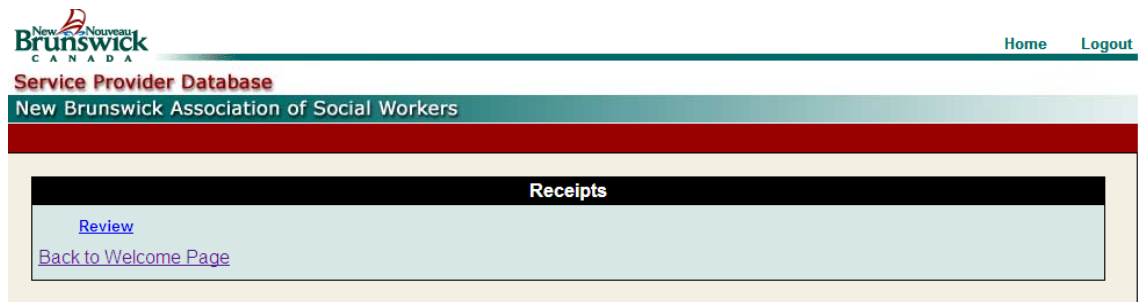 New Nouveau
Brunswick
CANADA
Home Logout
Service Provider Database
New Brunswick Association of Social Workers
Receipts
Review
Back to Welcome Page